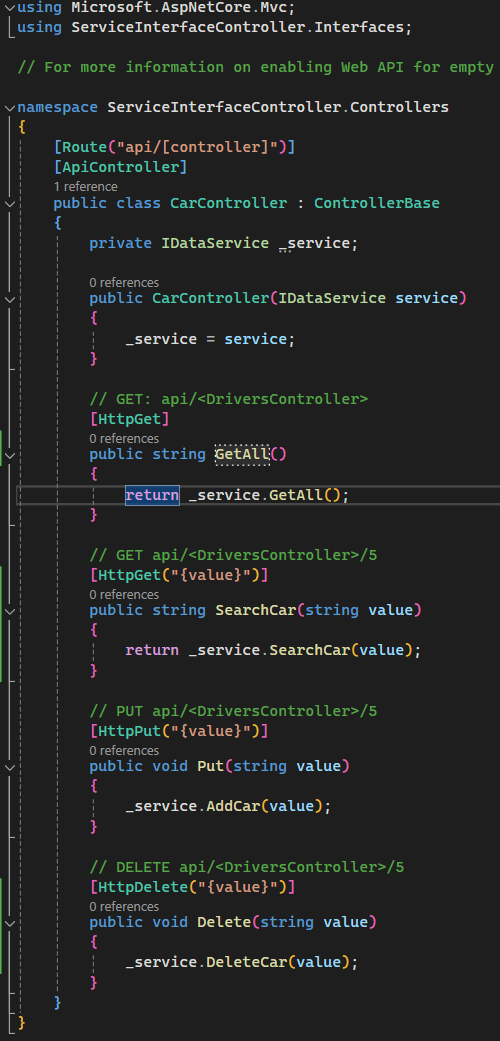 using Microsoft.AspNetCore.Mvc;
using ServiceInterfaceController.Interfaces;
// For more information on enabling Web API for empty
namespace ServiceInterfaceController.Controllers
{
[Route("api/[controller]")]
[ApiController]
1 reference
public class CarController : ControllerBase
{
private IDataService _service;
0 references
public CarController(IDataService service)
{
_service = service;
}
// GET: api/<DriversController>
[HttpGet]
0 references
public string GetAll()
{
return _service.GetAll();
}
// GET api/<DriversController>/5
[HttpGet("{value}")]
0 references
public string SearchCar(string value)
{
return _service.SearchCar(value);
}
// PUT api/<DriversController>/5
[HttpPut("{value}")]
0 references
public void Put(string value)
{
_service.AddCar(value);
}
// DELETE api/<DriversController>/5
[HttpDelete("{value}")]
0 references
public void Delete(string value)
{
_service.DeleteCar(value);
}
}
}